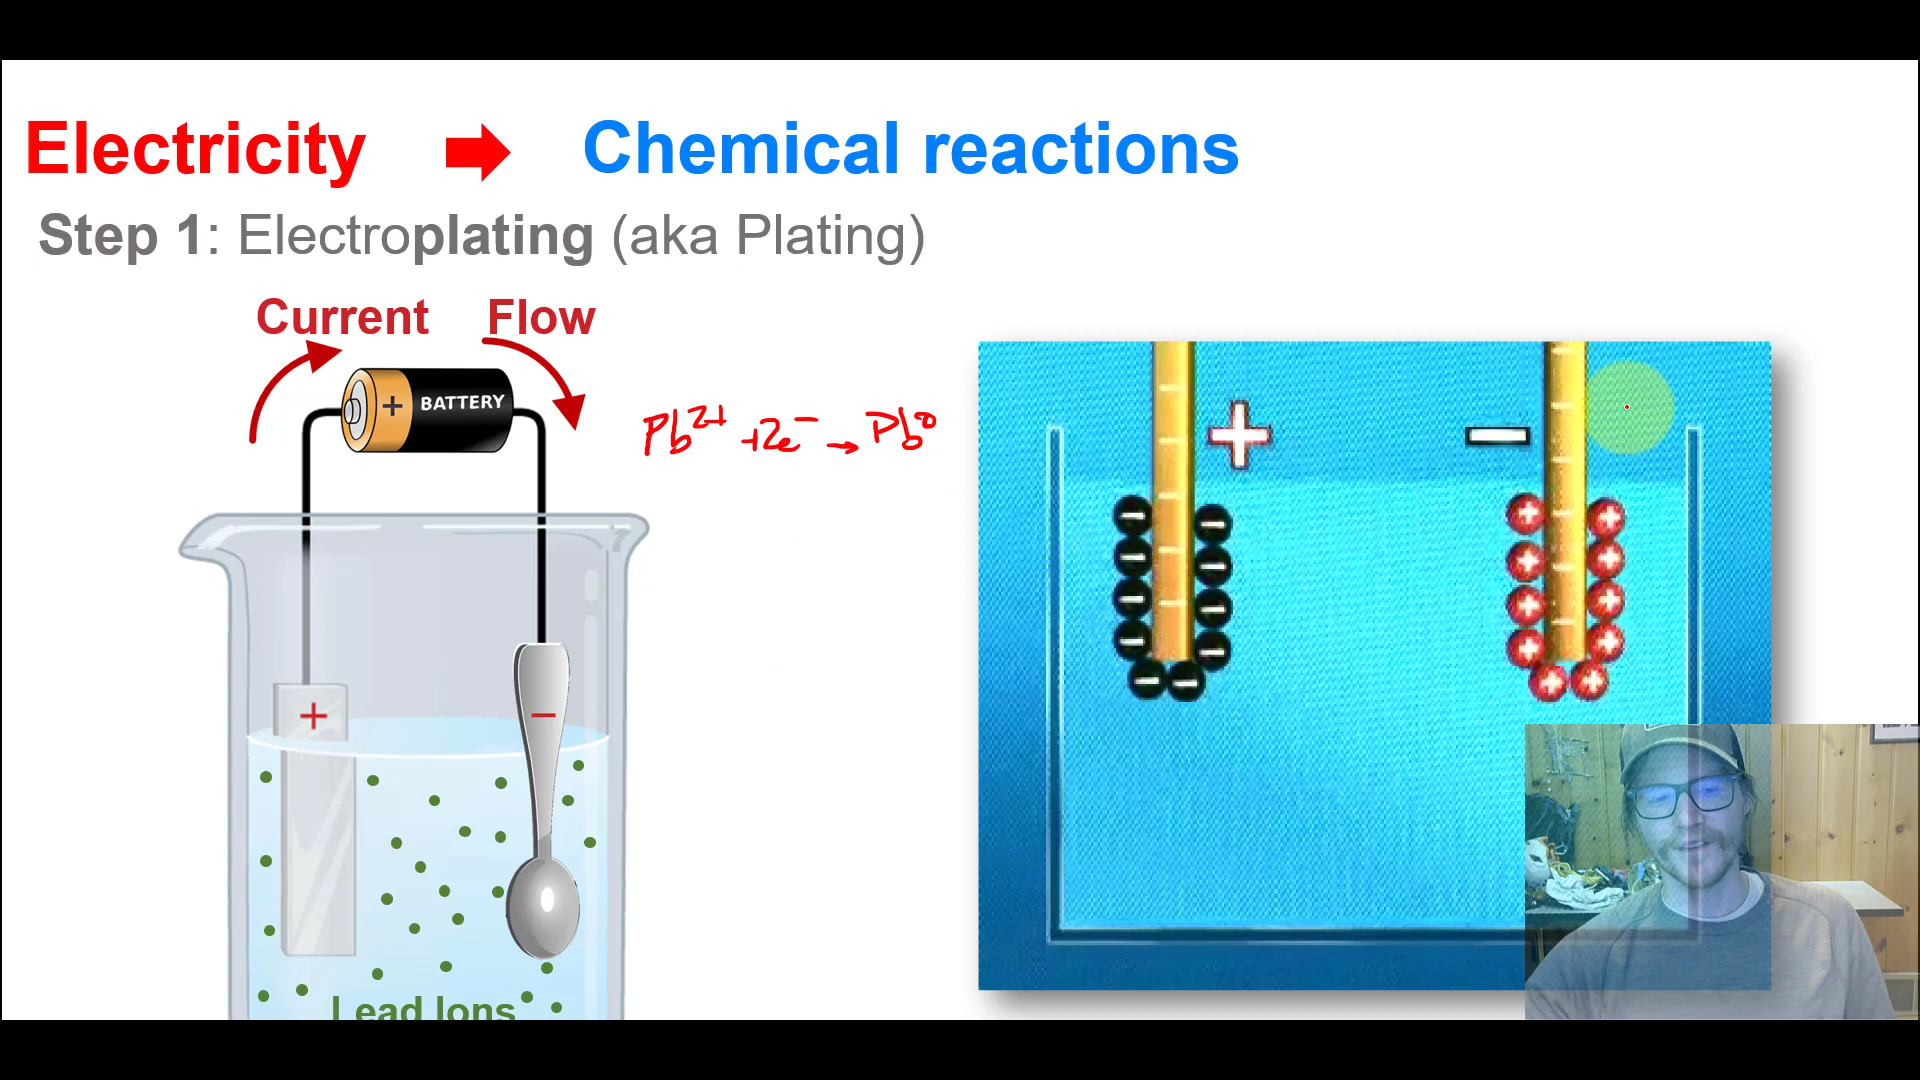 Electricity Chemical reactions
Step 1: Electroplating (aka Plating)
Current Flow
+ BATTERY
Pb²⁺ + 2e⁻ → Pb⁰
+ −
+ −
Lead Ions